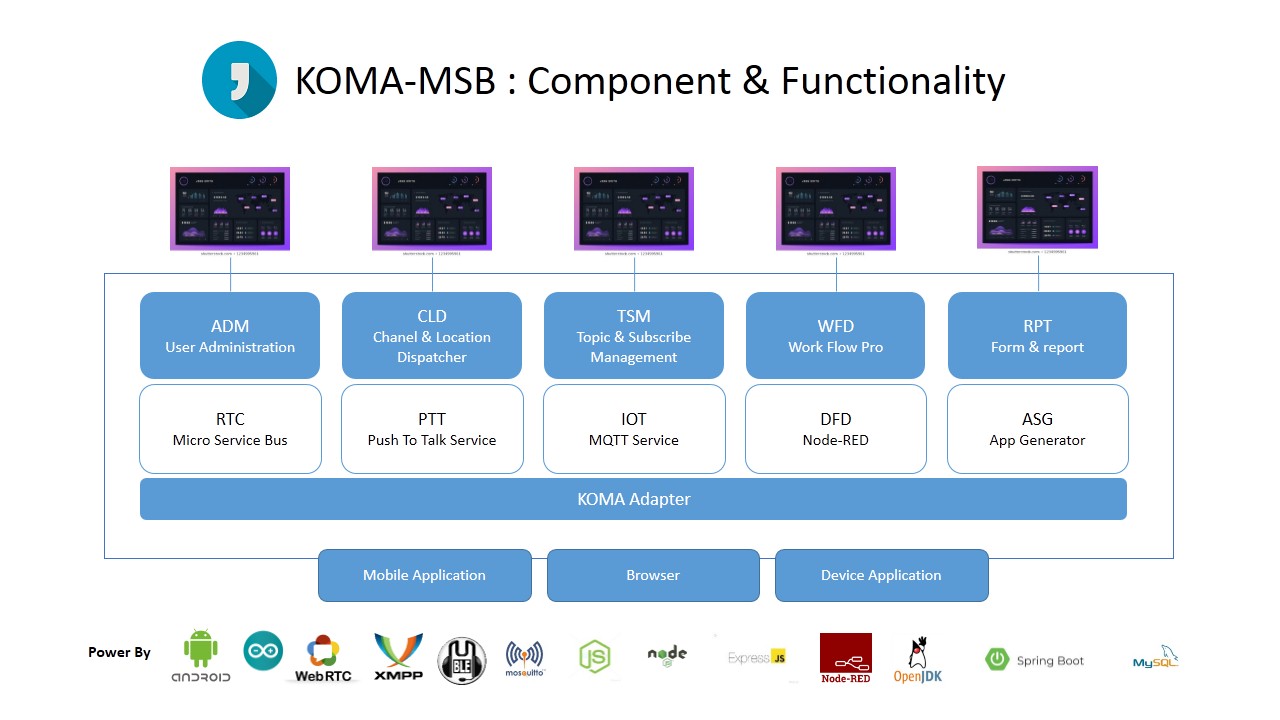 KOMA-MSB : Component & Functionality
ADM
User Administration
CLD
Chanel & Location
Dispatcher
TSM
Topic & Subscribe
Management
WFD
Work Flow Pro
RPT
Form & report
RTC
Micro Service Bus
PTT
Push To Talk Service
IOT
MQTT Service
DFD
Node-RED
ASG
App Generator
KOMA Adapter
Mobile Application
Browser
Device Application
Power By
ANDROID
WebRTC
XMPP
BLE
mosquitto
JS
node
Express JS
Node-RED
OpenJDK
Spring Boot
MySQL